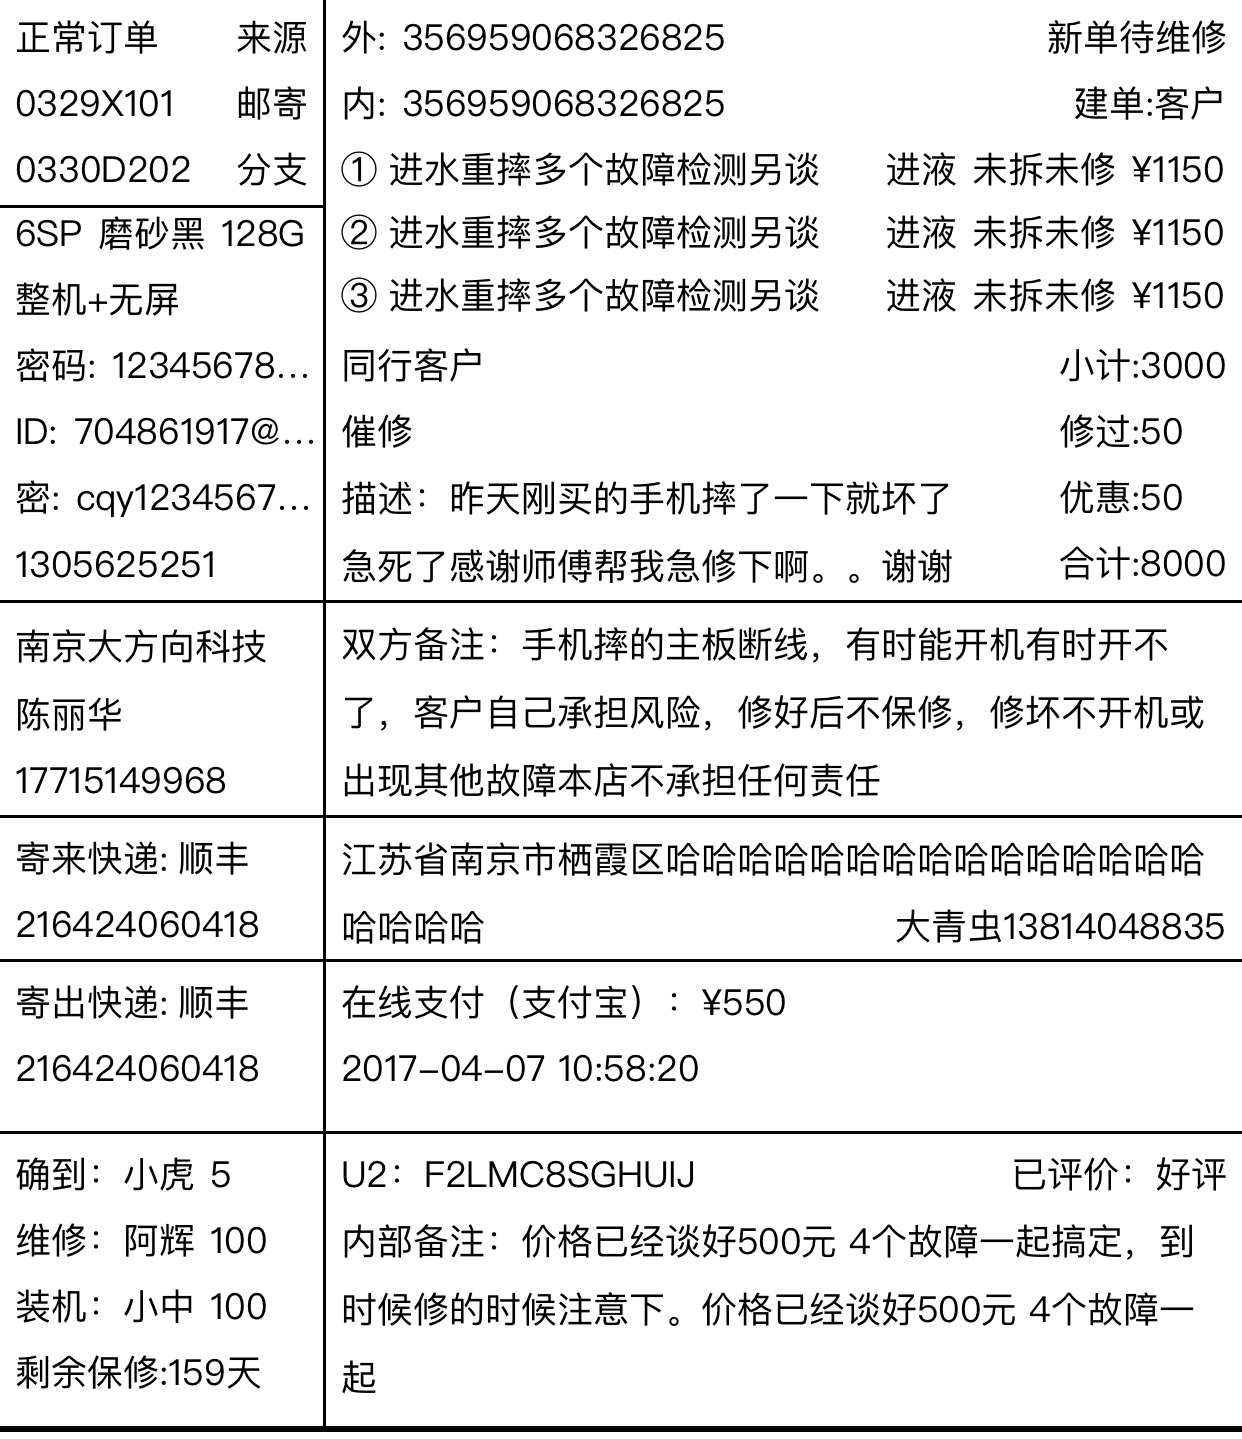 正常订单 来源
0329X101 邮寄
0330D202 分支
6SP 磨砂黑 128G
整机+无屏
密码: 12345678...
ID: 704861917@...
密: cqy1234567...
1305625251
外: 356959068326825 新单待维修
内: 356959068326825 建单:客户
① 进水重摔多个故障检测另谈 进液 未拆未修 ¥1150
② 进水重摔多个故障检测另谈 进液 未拆未修 ¥1150
③ 进水重摔多个故障检测另谈 进液 未拆未修 ¥1150
同行客户 小计:3000
催修 修过:50
描述：昨天刚买的手机摔了一下就坏了 优惠:50
急死了感谢师傅帮我急修下啊。。谢谢 合计:8000
南京大方向科技
陈丽华
17715149968
双方备注：手机摔的主板断线，有时能开机有时开不
了，客户自己承担风险，修好后不保修，修坏不开机或
出现其他故障本店不承担任何责任
寄来快递: 顺丰
216424060418
江苏省南京市栖霞区哈哈哈哈哈哈哈哈哈哈哈哈哈哈哈
哈哈哈哈 大青虫13814048835
寄出快递: 顺丰
216424060418
在线支付（支付宝）：¥550
2017-04-07 10:58:20
确到：小虎 5
维修：阿辉 100
装机：小中 100
剩余保修:159天
U2：F2LMC8SGHUIJ 已评价：好评
内部备注：价格已经谈好500元 4个故障一起搞定，到
时候修的时候注意下。价格已经谈好500元 4个故障一
起